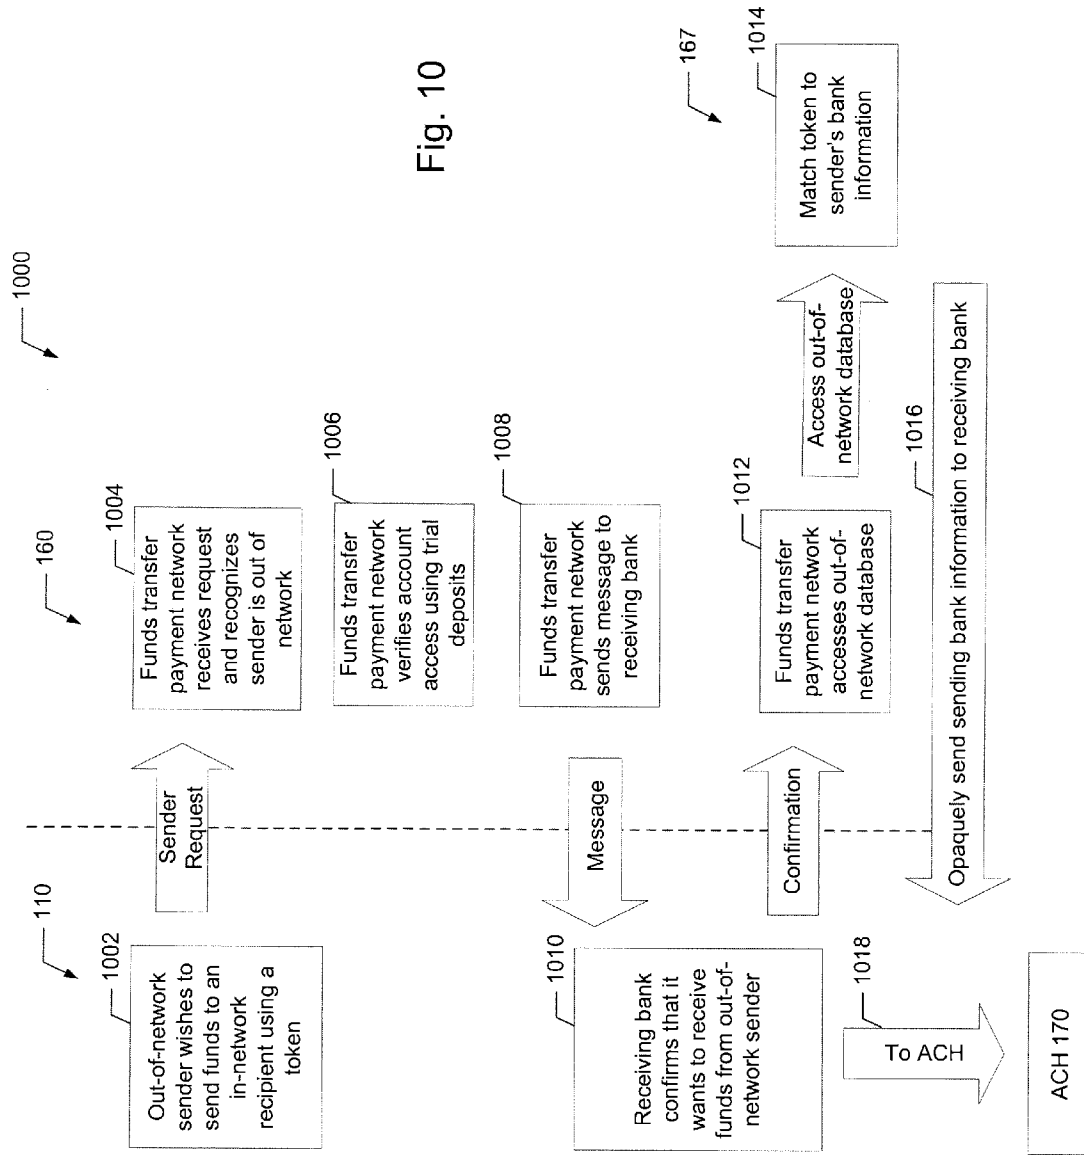 1000
110
160
167
1002
Out-of-network
sender wishes to
send funds to an
in-network
recipient using a
token
Sender
Request
1004
Funds transfer
payment network
receives request
and recognizes
sender is out of
network
1006
Funds transfer
payment network
verifies account
access using trial
deposits
1008
Funds transfer
payment network
sends message to
receiving bank
Message
1010
Receiving bank
confirms that it
wants to receive
funds from out-of-
network sender
Confirmation
1012
Funds transfer
payment network
accesses out-of-
network database
Access out-of-
network database
1014
Match token to
sender's bank
information
1016
Opaquely send sending bank information to receiving bank
1018
To ACH
ACH 170
Fig. 10